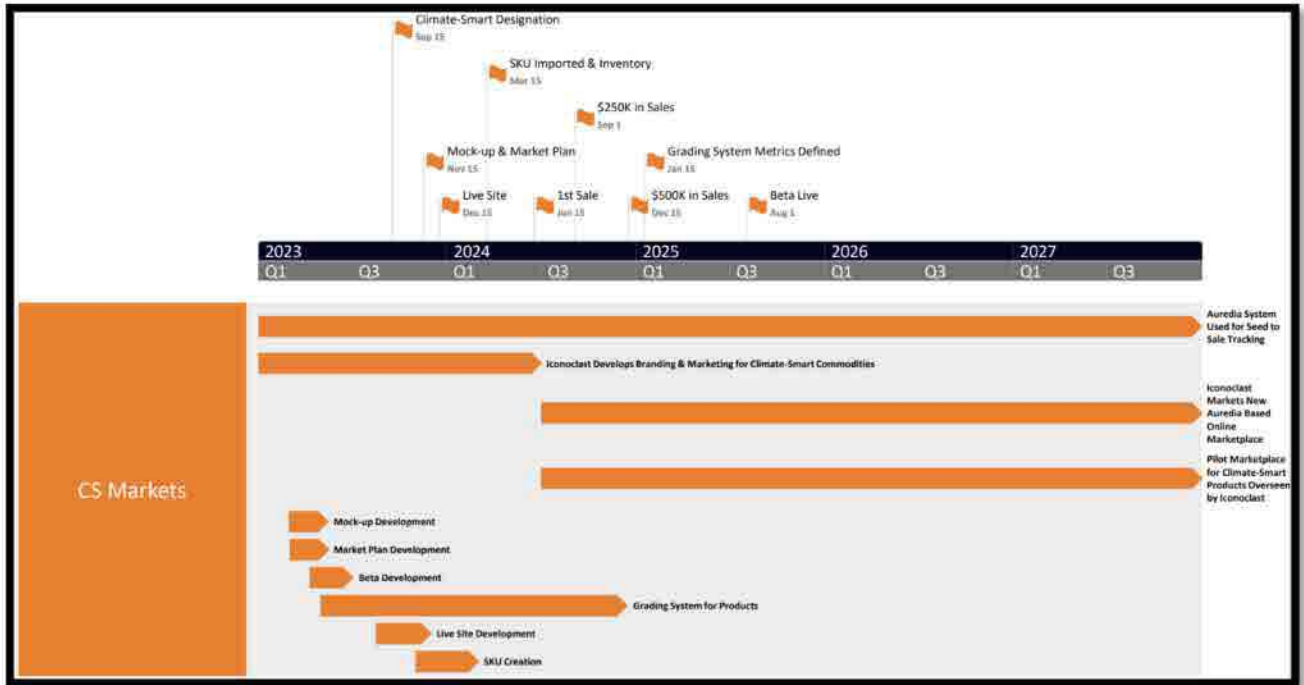 Climate-Smart Designation
Sep 15
SKU Imported & Inventory
Mar 15
$250K in Sales
Sep 1
Mock-up & Market Plan
Nov 15
Grading System Metrics Defined
Jan 15
Live Site
Dec 15
1st Sale
Jun 15
$500K in Sales
Dec 15
Beta Live
Aug 1
2023 2024 2025 2026 2027
Q1 Q3 Q1 Q3 Q1 Q3 Q1 Q3 Q1 Q3
CS Markets
Auredia System
Used for Seed to
Sale Tracking
Iconoclast Develops Branding & Marketing for Climate-Smart Commodities
Iconoclast
Markets New
Auredia Based
Online
Marketplace
Pilot Marketplace
for Climate-Smart
Products Overseen
by Iconoclast
Mock-up Development
Market Plan Development
Beta Development
Grading System for Products
Live Site Development
SKU Creation